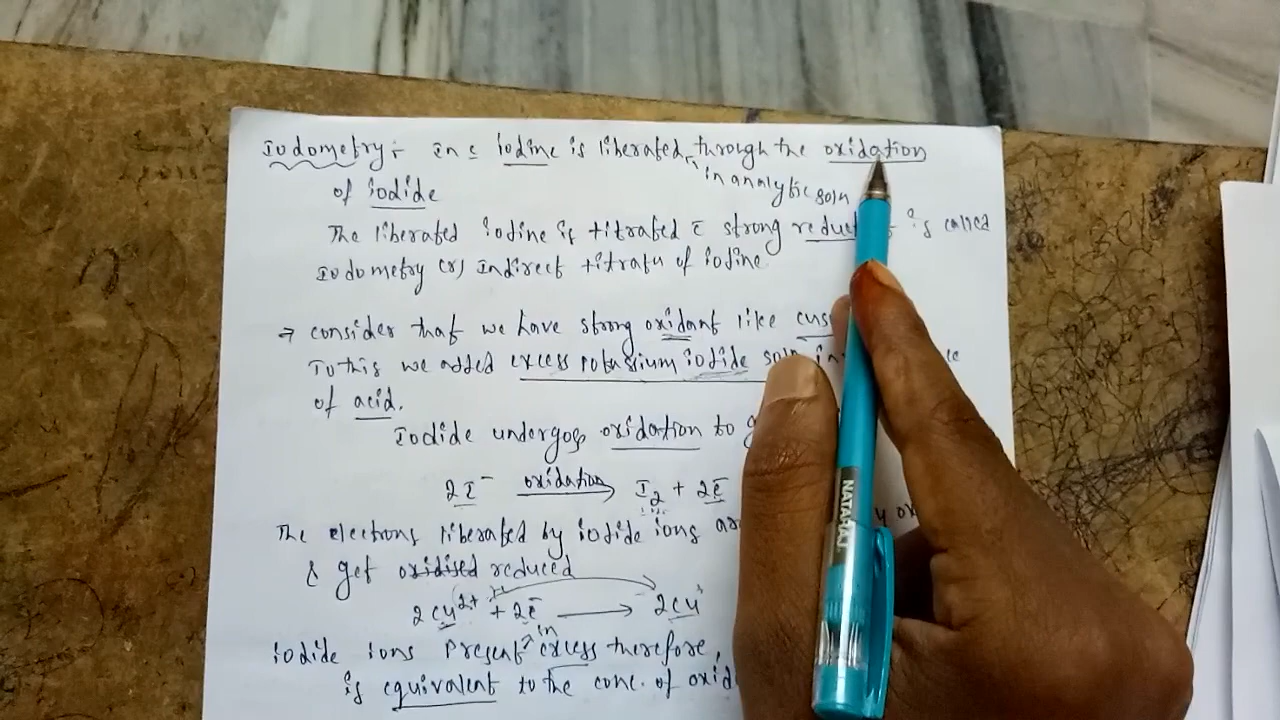 Iodometry :- In c Iodine is liberated through the oxidation
in analytic soln
of iodide
The liberated iodine is titrated c̄ strong reduct is called
Iodometry (or) Indirect titratn of iodine
→ consider that we have strong oxidant like cus
To this we added excess potassium iodide soln in
of acid.
Iodide undergoes oxidation to g
2I⁻ oxidation → I2 + 2ē
The electrons liberated by iodide ions are
& get oxidised reduced
2cu²⁺ + 2ē → 2cu⁺
iodide ions present in excess therefore,
is equivalent to the conc. of oxid
NATARAJ